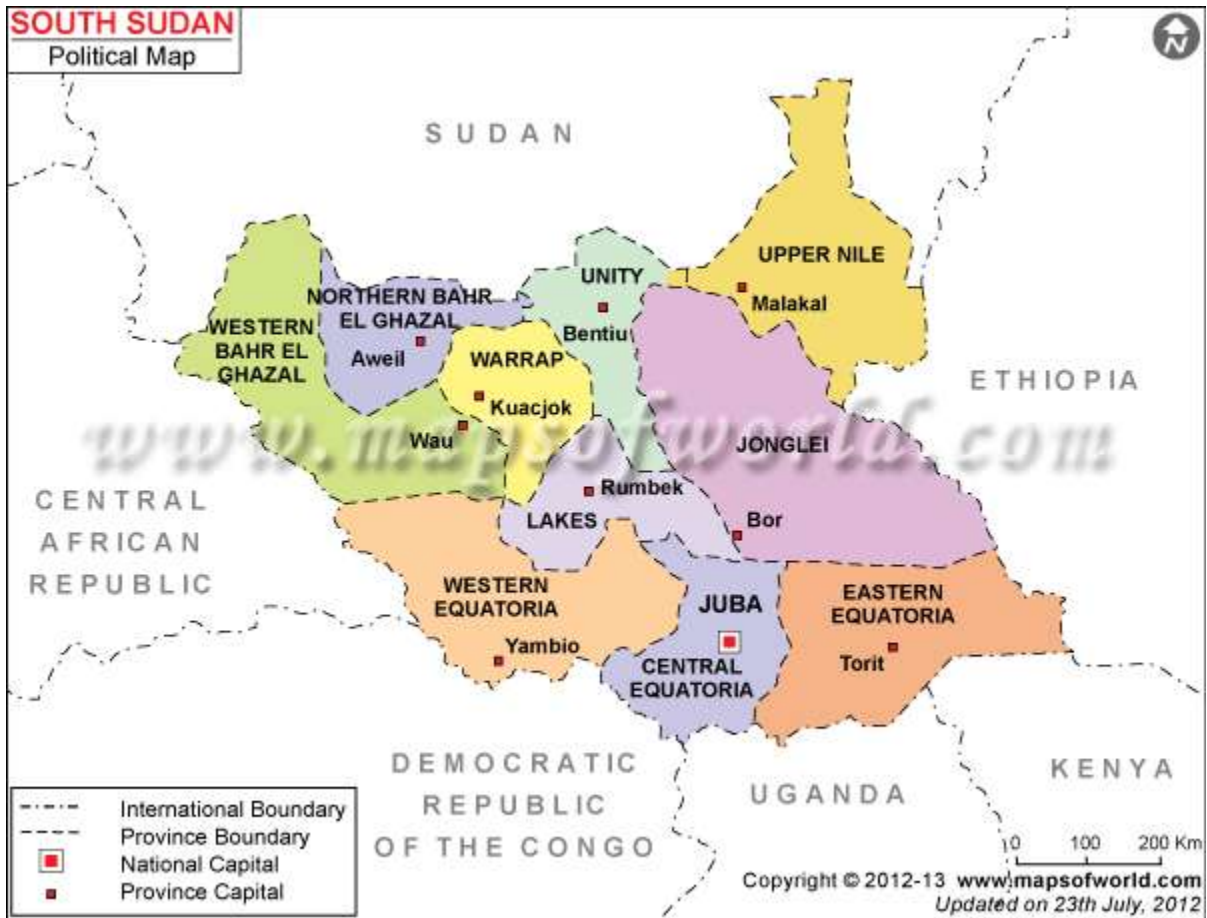 SOUTH SUDAN
Political Map
N
SUDAN
UPPER NILE
Malakal
UNITY
Bentiu
NORTHERN BAHR
EL GHAZAL
Aweil
WESTERN
BAHR EL
GHAZAL
WARRAP
Kuacjok
Wau
ETHIOPIA
JONGLEI
www.mapsofworld.com
Rumbek
LAKES
Bor
CENTRAL
AFRICAN
REPUBLIC
WESTERN
EQUATORIA
Yambio
JUBA
CENTRAL
EQUATORIA
EASTERN
EQUATORIA
Torit
DEMOCRATIC
REPUBLIC
OF THE CONGO
UGANDA
KENYA
International Boundary
Province Boundary
National Capital
Province Capital
0 100 200 Km
Copyright © 2012-13 www.mapsofworld.com
Updated on 23th July, 2012